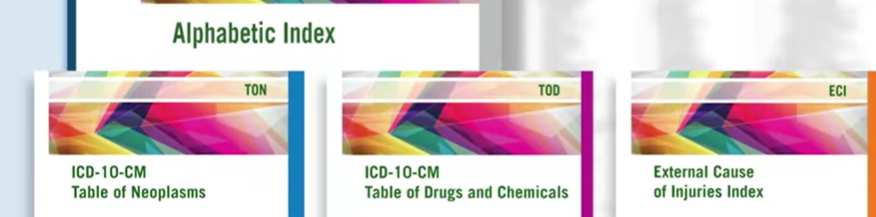 Alphabetic Index
TON
ICD-10-CM
Table of Neoplasms
TOD
ICD-10-CM
Table of Drugs and Chemicals
ECI
External Cause
of Injuries Index